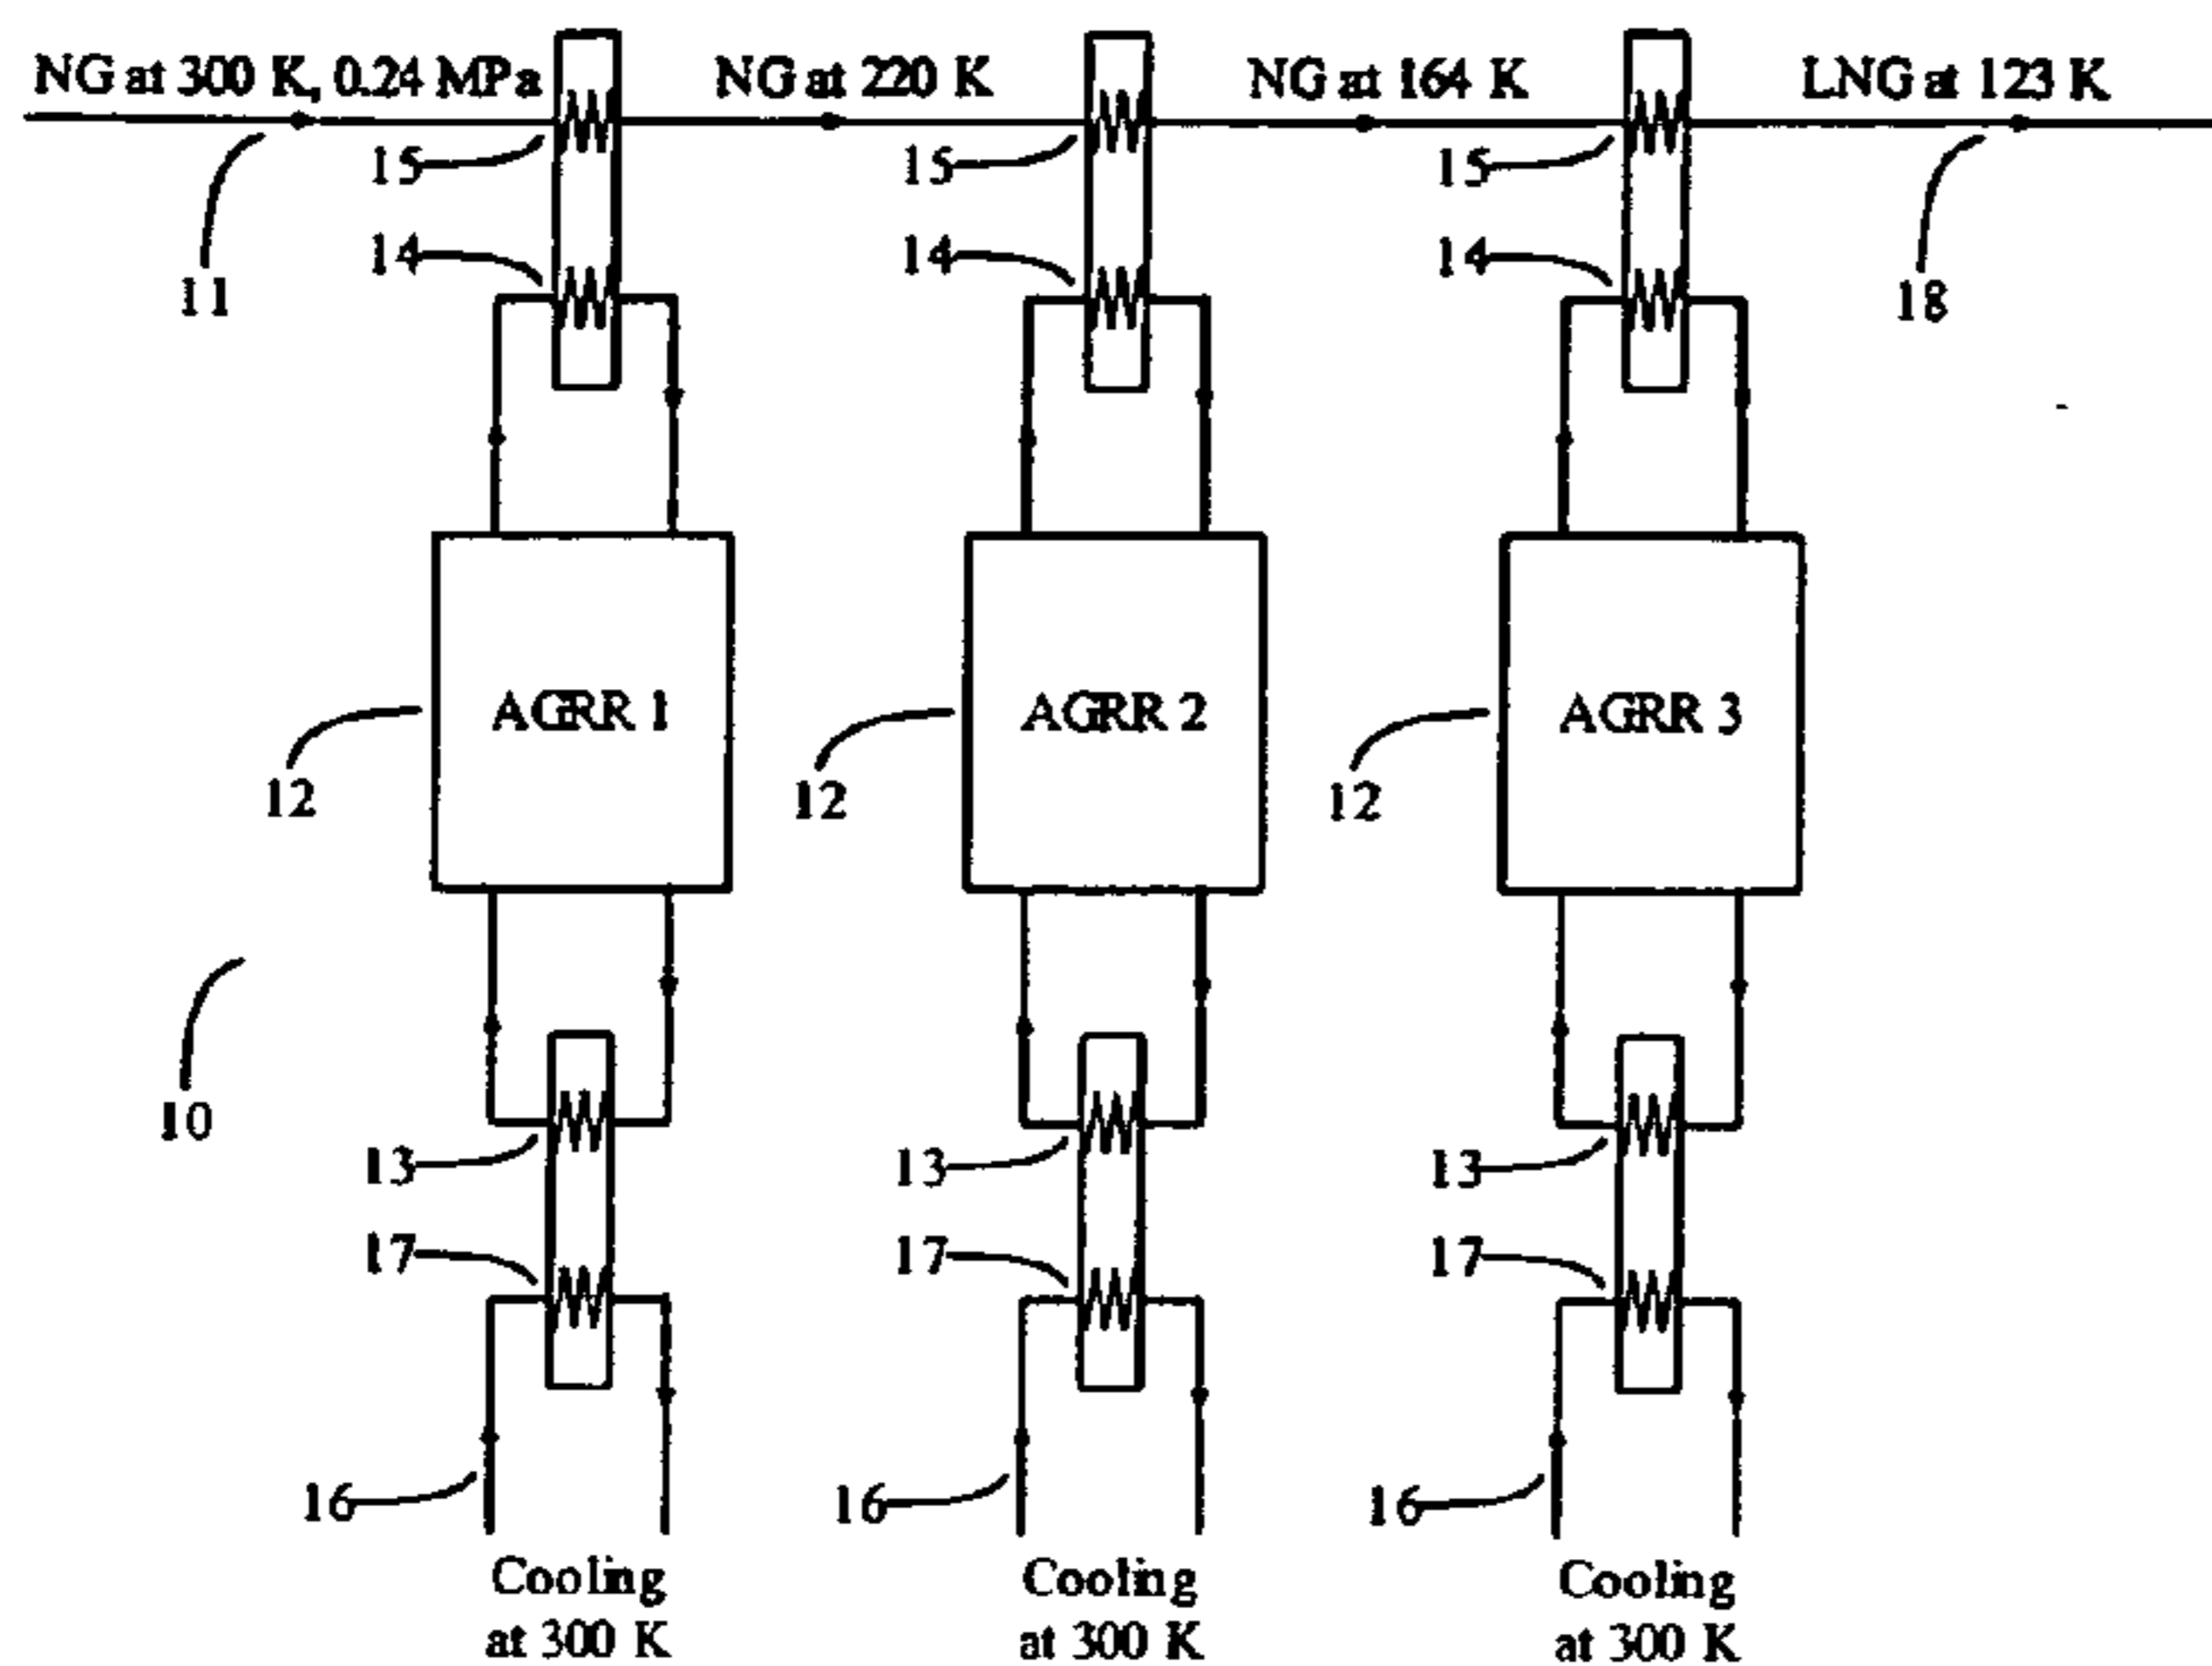 NG at 300 K, 0.24 MPa
NG at 220 K
NG at 164 K
LNG at 123 K
15
15
15
14
14
14
11
18
AGRR 1
AGRR 2
AGRR 3
12
12
12
10
13
13
13
17
17
17
16
16
16
Cooling
at 300 K
Cooling
at 300 K
Cooling
at 300 K